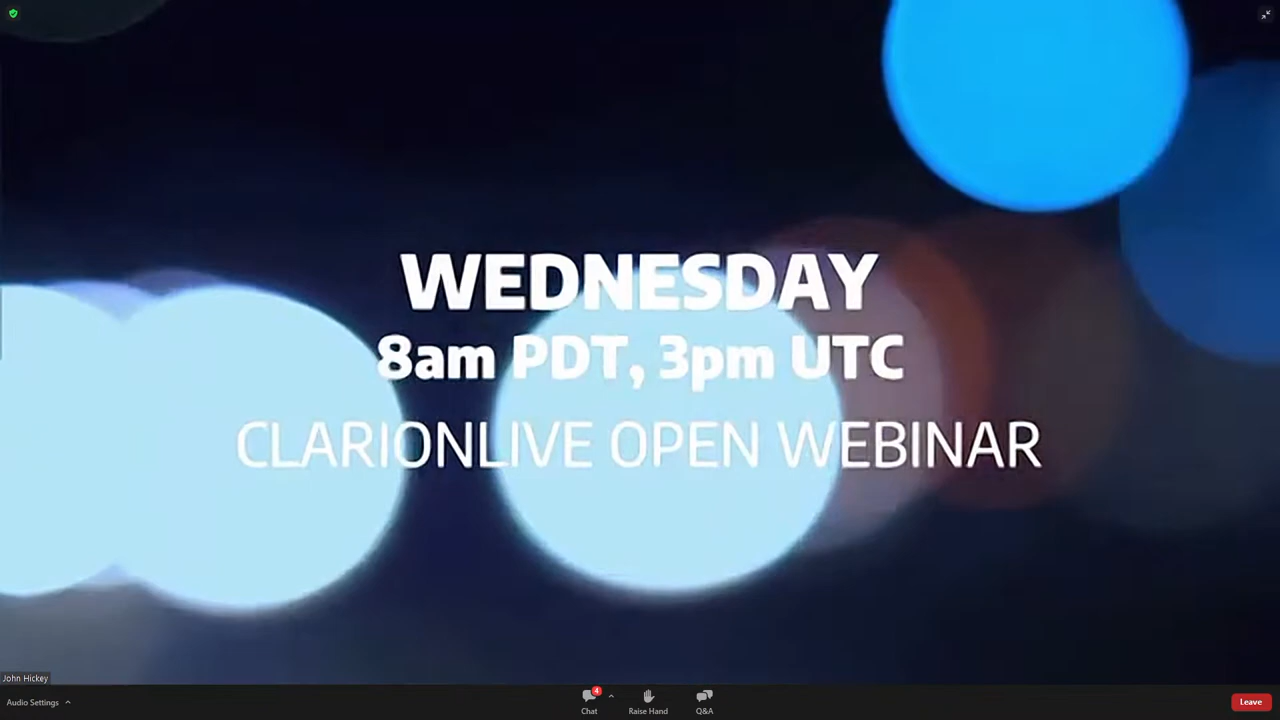 WEDNESDAY
8am PDT, 3pm UTC
CLARIONLIVE OPEN WEBINAR
John Hickey
Audio Settings
4
Chat
Raise Hand
Q&A
Leave